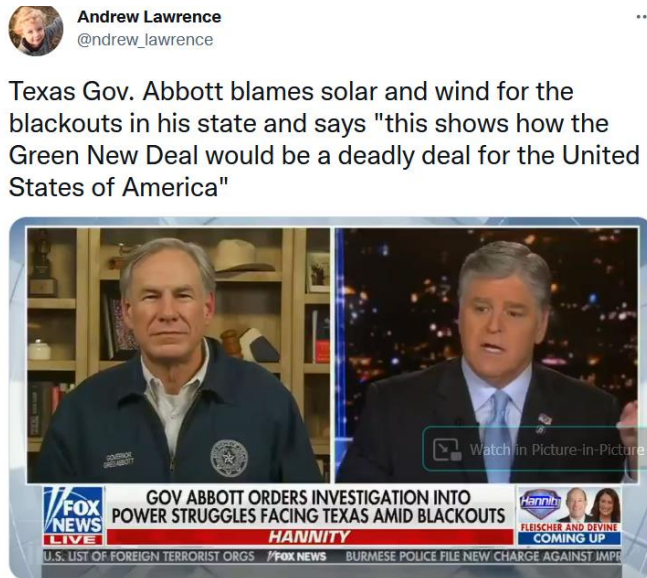 Andrew Lawrence
@ndrew_lawrence
Texas Gov. Abbott blames solar and wind for the
blackouts in his state and says "this shows how the
Green New Deal would be a deadly deal for the United
States of America"
GOVERNOR
GREG ABBOTT
Watch in Picture-in-Picture
FOX
NEWS
LIVE
GOV ABBOTT ORDERS INVESTIGATION INTO
POWER STRUGGLES FACING TEXAS AMID BLACKOUTS
HANNITY
Hannity
FLEISCHER AND DEVINE
COMING UP
U.S. LIST OF FOREIGN TERRORIST ORGS FOX NEWS BURMESE POLICE FILE NEW CHARGE AGAINST IMPR